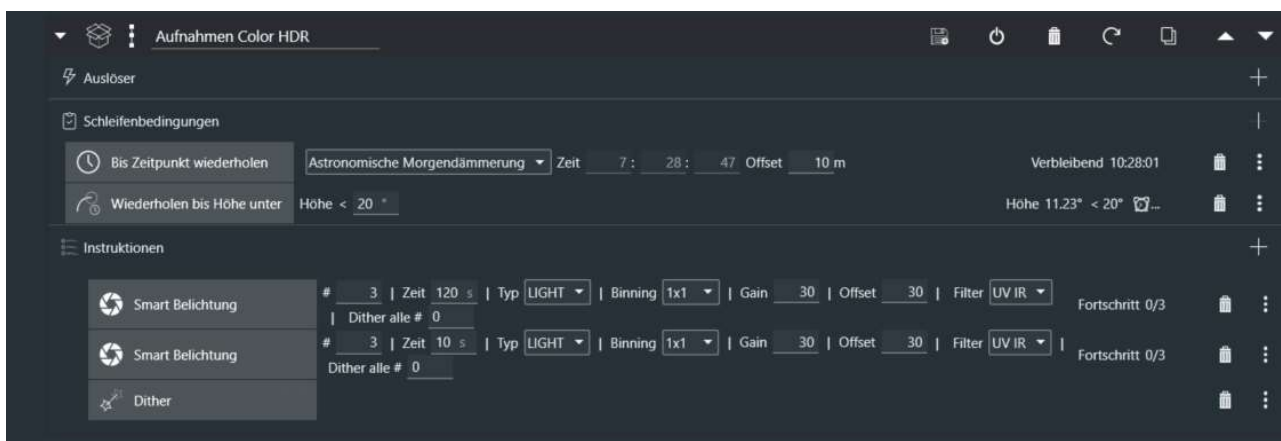 Aufnahmen Color HDR
Auslöser
Schleifenbedingungen
Bis Zeitpunkt wiederholen Astronomische Morgendämmerung Zeit 7: 28: 47 Offset 10 m Verbleibend 10:28:01
Wiederholen bis Höhe unter Höhe < 20 ° Höhe 11.23° < 20° ...
Instruktionen
Smart Belichtung # 3 | Zeit 120 s | Typ LIGHT | Binning 1x1 | Gain 30 | Offset 30 | Filter UV IR
| Dither alle # 0 Fortschritt 0/3
Smart Belichtung # 3 | Zeit 10 s | Typ LIGHT | Binning 1x1 | Gain 30 | Offset 30 | Filter UV IR |
Dither alle # 0 Fortschritt 0/3
Dither